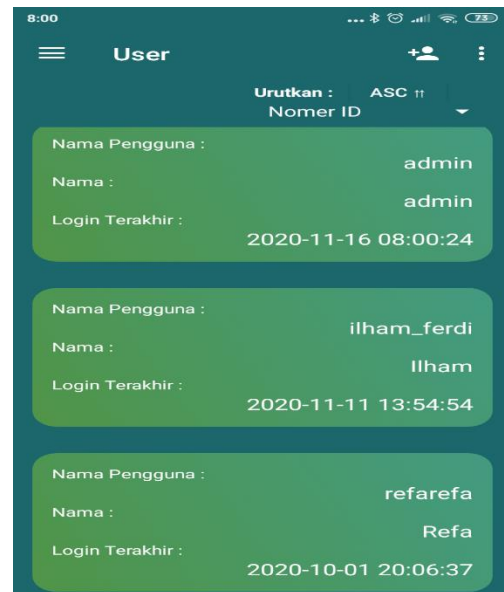 8:00 73
User
Urutkan : ASC ↑↑
Nomer ID
Nama Pengguna :
admin
Nama :
admin
Login Terakhir :
2020-11-16 08:00:24
Nama Pengguna :
ilham_ferdi
Nama :
Ilham
Login Terakhir :
2020-11-11 13:54:54
Nama Pengguna :
refarefa
Nama :
Refa
Login Terakhir :
2020-10-01 20:06:37